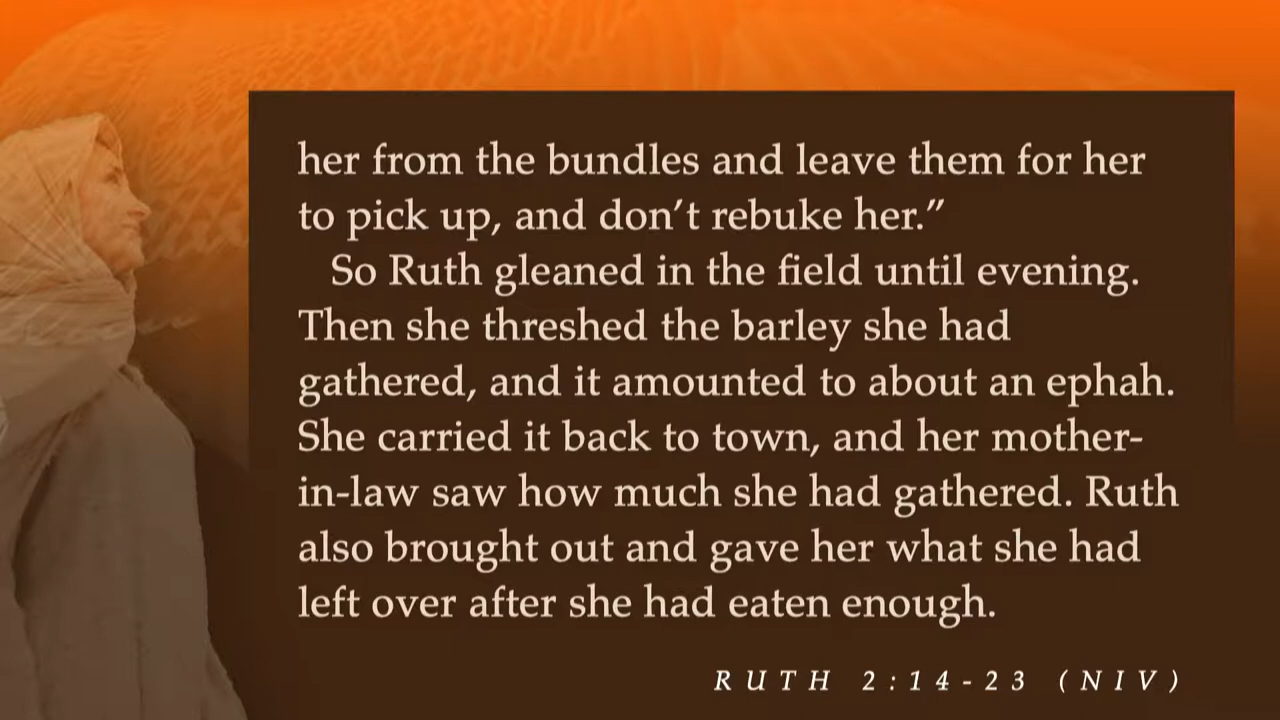 her from the bundles and leave them for her
to pick up, and don’t rebuke her.”
So Ruth gleaned in the field until evening.
Then she threshed the barley she had
gathered, and it amounted to about an ephah.
She carried it back to town, and her mother-
in-law saw how much she had gathered. Ruth
also brought out and gave her what she had
left over after she had eaten enough.
RUTH 2:14-23 (NIV)